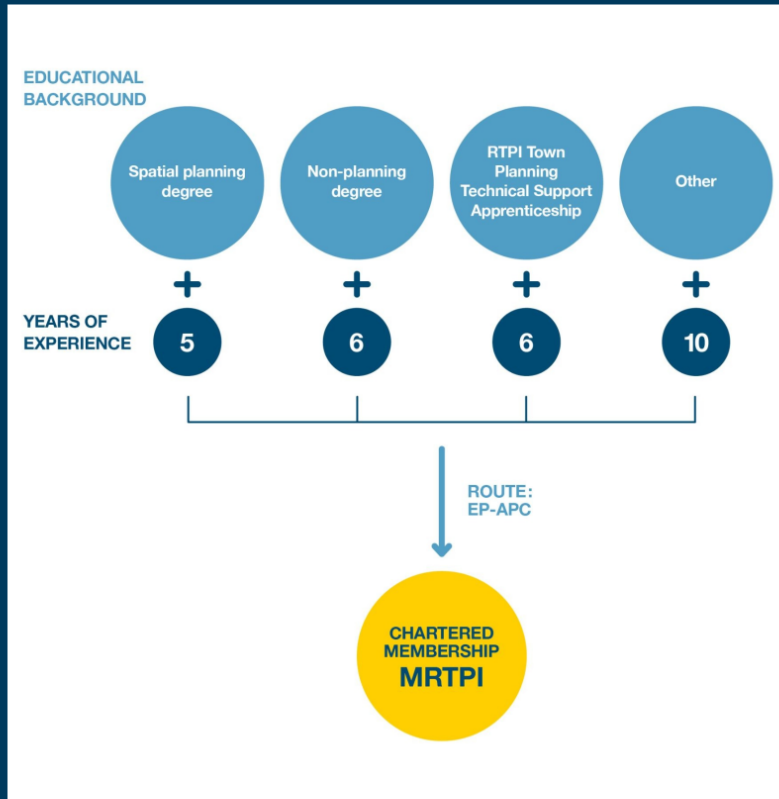 EDUCATIONAL
BACKGROUND
Spatial planning
degree
Non-planning
degree
RTPI Town
Planning
Technical Support
Apprenticeship
Other
+
+
+
+
YEARS OF
EXPERIENCE
5
6
6
10
ROUTE:
EP-APC
CHARTERED
MEMBERSHIP
MRTPI